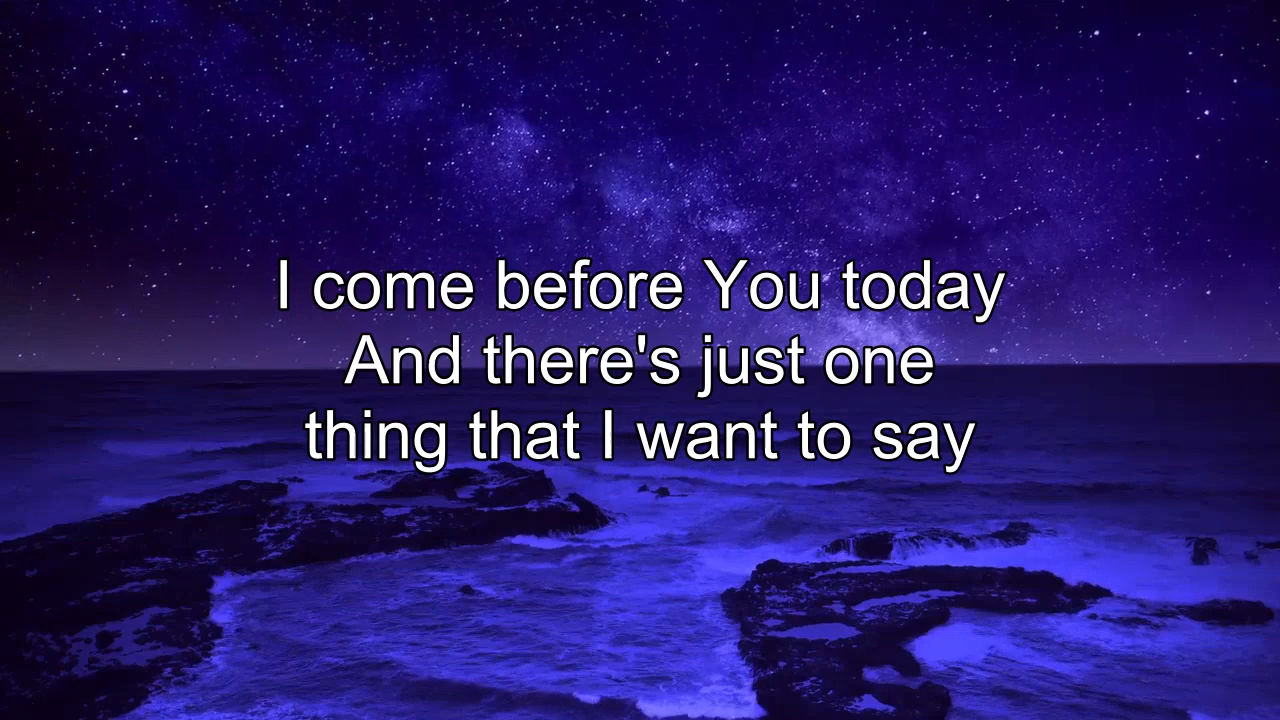 I come before You today
And there's just one
thing that I want to say